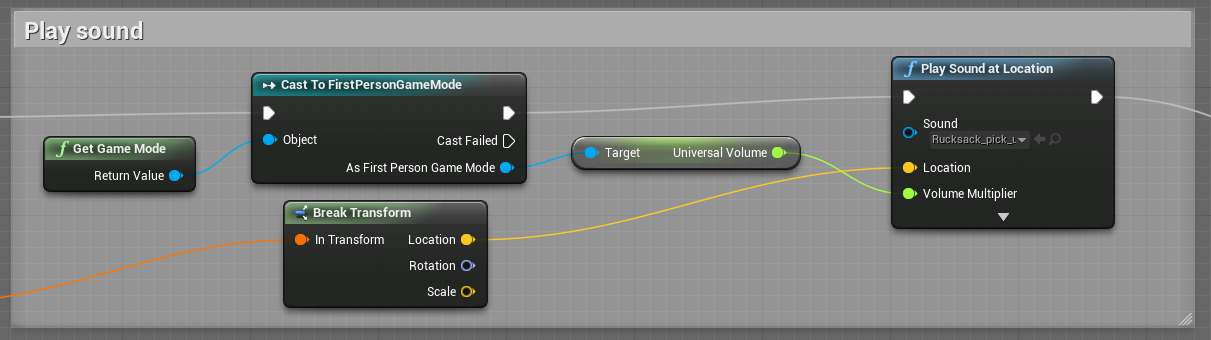 Play sound
Cast To FirstPersonGameMode
Object
Cast Failed
As First Person Game Mode
Get Game Mode
Return Value
Target Universal Volume
Break Transform
In Transform Location
Rotation
Scale
Play Sound at Location
Sound
Location
Volume Multiplier